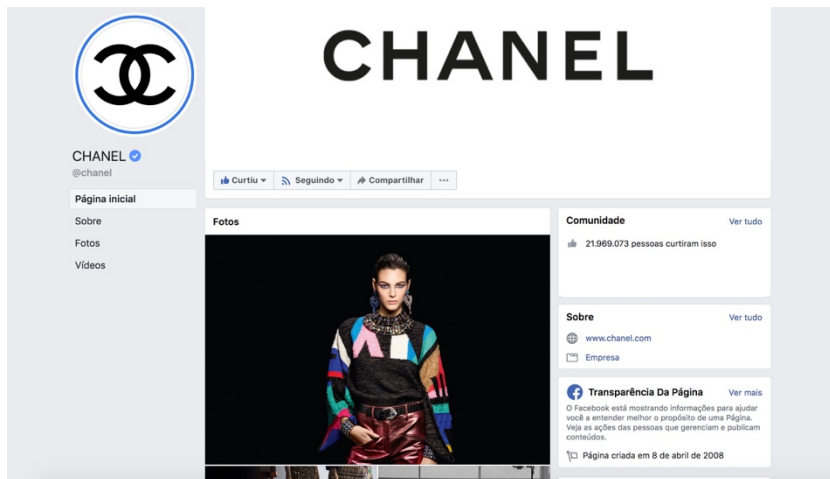 CHANEL
CHANEL
@chanel
Página inicial
Sobre
Fotos
Vídeos
Curtiu
Seguindo
Compartilhar
Fotos
Comunidade
Ver tudo
21.969.073 pessoas curtiram isso
Sobre
Ver tudo
www.chanel.com
Empresa
Transparência Da Página
Ver mais
O Facebook está mostrando informações para ajudar
você a entender melhor o propósito de uma Página.
Veja as ações das pessoas que gerenciam e publicam
conteúdos.
Página criada em 8 de abril de 2008